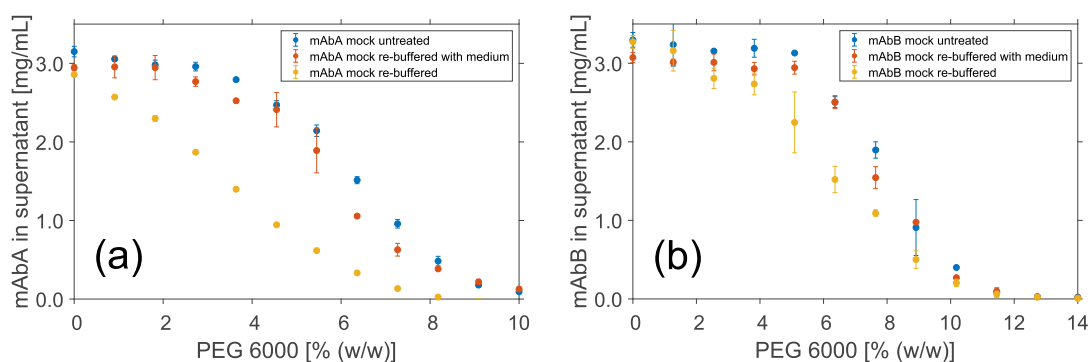 (a)
mAbA in supernatant [mg/mL]
3.0
2.0
1.0
0.0
mAbA mock untreated
mAbA mock re-buffered with medium
mAbA mock re-buffered
0 2 4 6 8 10
PEG 6000 [% (w/w)]
(b)
mAbB in supernatant [mg/mL]
3.0
2.0
1.0
0.0
mAbB mock untreated
mAbB mock re-buffered with medium
mAbB mock re-buffered
0 2 4 6 8 10 12 14
PEG 6000 [% (w/w)]